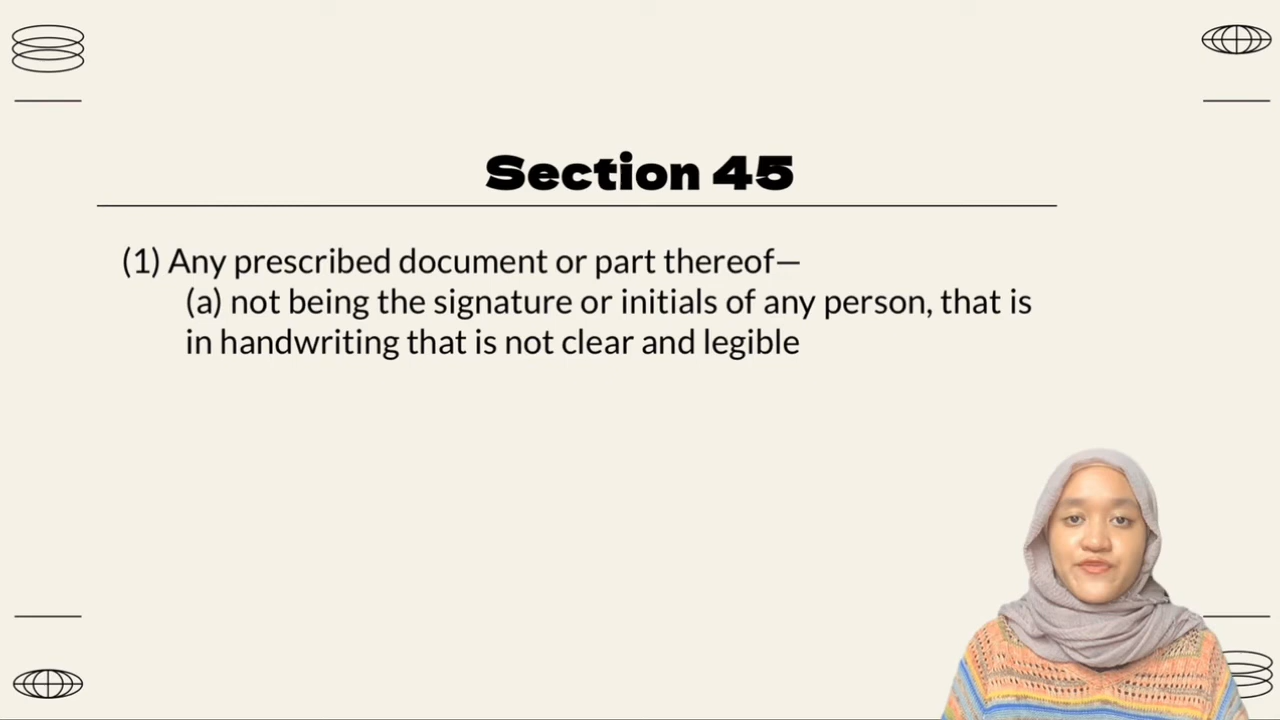 Section 45
(1) Any prescribed document or part thereof—
(a) not being the signature or initials of any person, that is
in handwriting that is not clear and legible